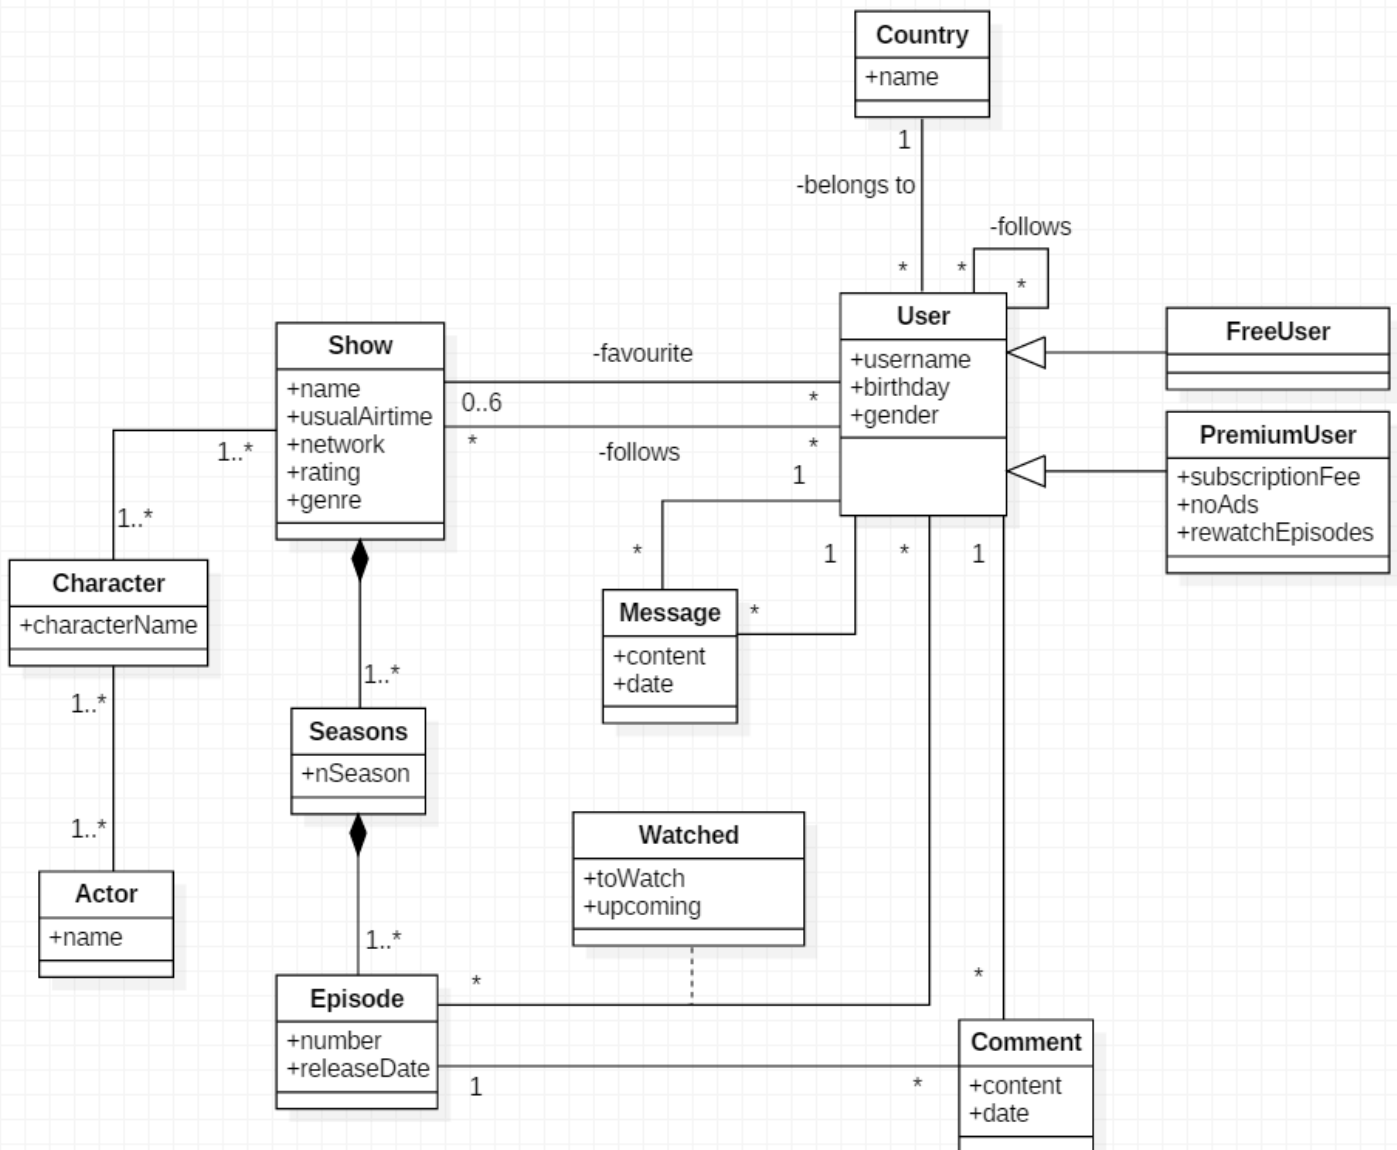 Country
+name
1
-belongs to
-follows
*
*
*
User
+username
+birthday
+gender
FreeUser
PremiumUser
+subscriptionFee
+noAds
+rewatchEpisodes
Show
+name
+usualAirtime
+network
+rating
+genre
-favourite
0..6
*
*
-follows
*
1..*
1..*
1
*
1
*
1
*
Message
+content
+date
Character
+characterName
1..*
1..*
Seasons
+nSeason
1..*
Actor
+name
Watched
+toWatch
+upcoming
1..*
*
*
Episode
+number
+releaseDate
1
*
Comment
+content
+date